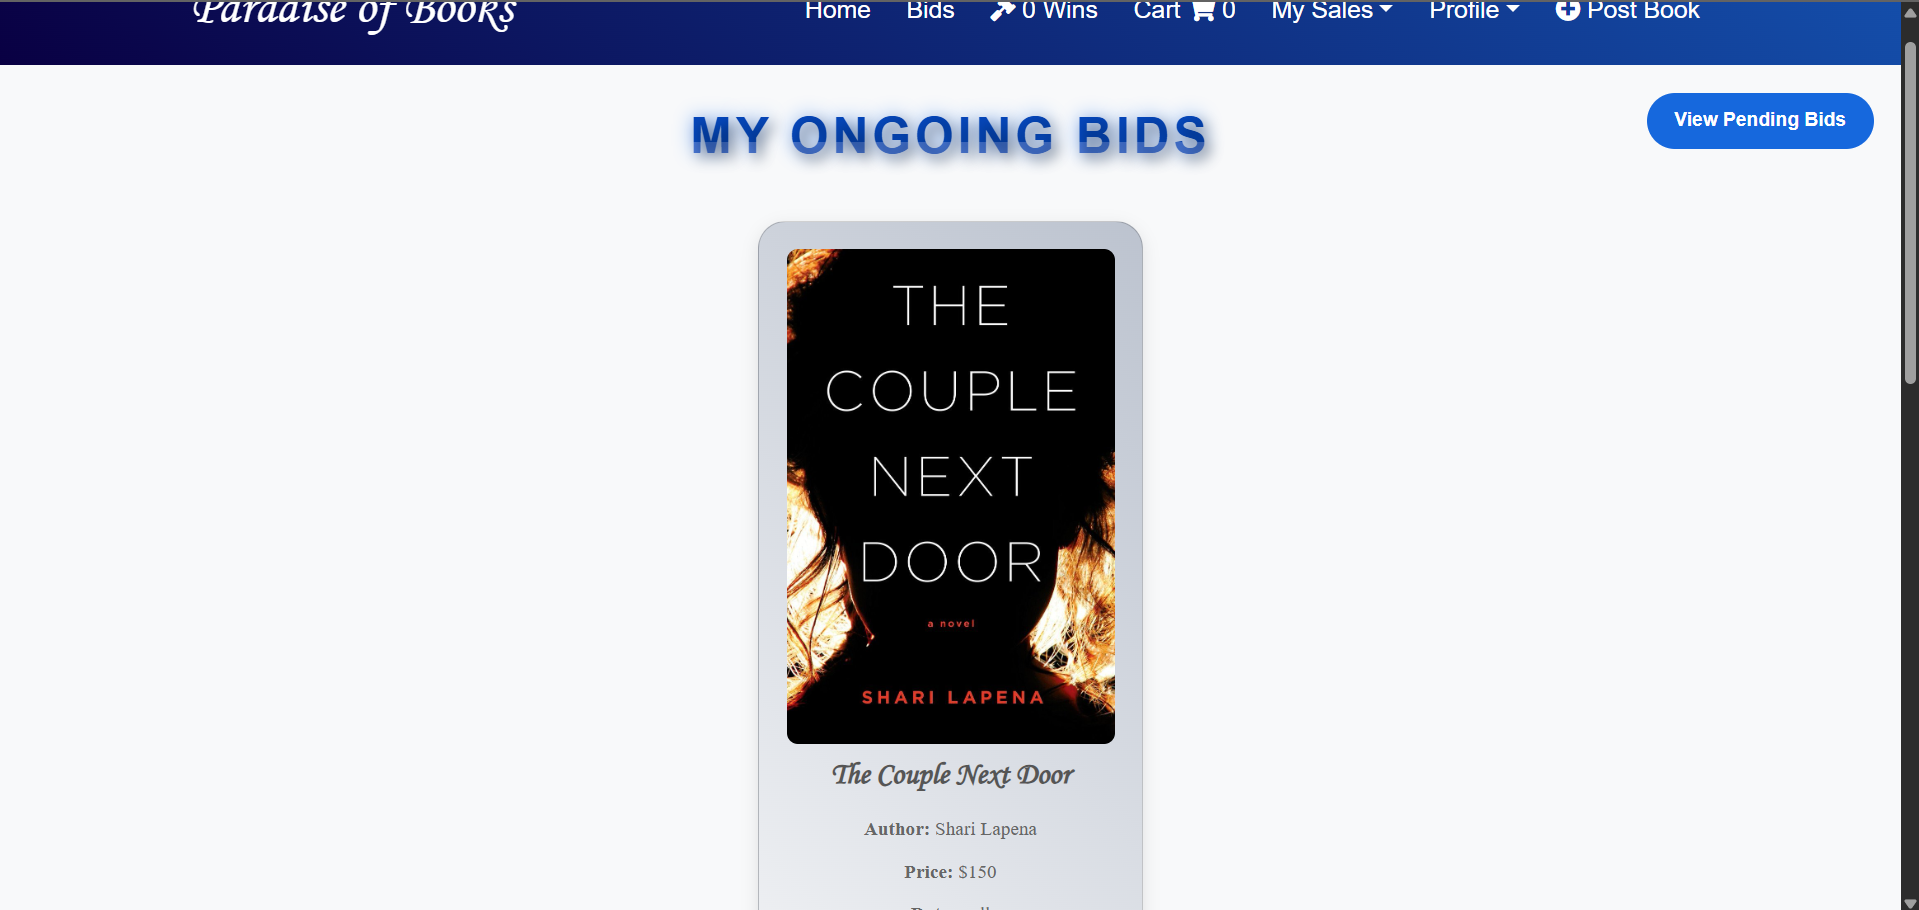 Paradise of Books
Home Bids 0 Wins Cart 0 My Sales Profile Post Book
MY ONGOING BIDS
View Pending Bids
THE
COUPLE
NEXT
DOOR
a novel
SHARI LAPENA
The Couple Next Door
Author: Shari Lapena
Price: $150